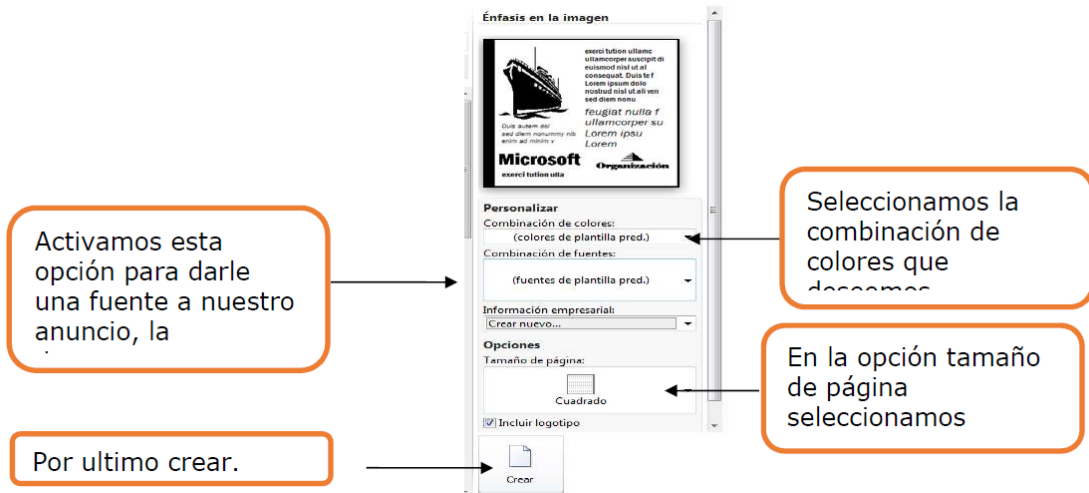 Énfasis en la imagen
exerci tution ullamc
ullamcorper suscipit di
euismod nisl ut al
consequat. Duis te f
Lorem ipsum dolo
nostrud nisl ut ali ven
sed diem nonu
feugiat nulla f
ullamcorper su
Lorem ipsu
Lorem
Duis autem del
sed diem nonummy nib
enim ad minim v
Microsoft
exerci tution ulla
Organización
Personalizar
Combinación de colores:
(colores de plantilla pred.)
Combinación de fuentes:
(fuentes de plantilla pred.)
Información empresarial:
Crear nuevo...
Opciones
Tamaño de página:
Cuadrado
Incluir logotipo
Crear
Activamos esta
opción para darle
una fuente a nuestro
anuncio, la
Por ultimo crear.
Seleccionamos la
combinación de
colores que
deseemos
En la opción tamaño
de página
seleccionamos